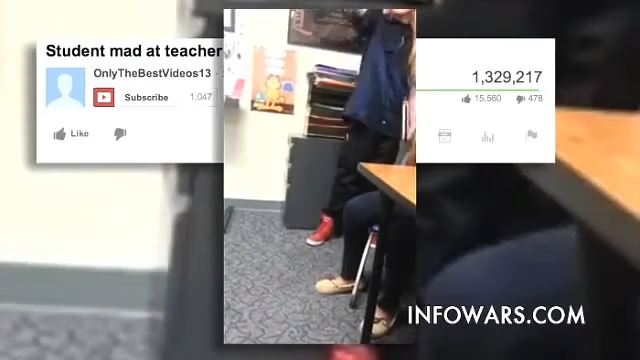 Student mad at teacher
OnlyTheBestVideos13
Subscribe 1,047
1,329,217
15,560 478
Like
INFOWARS.COM